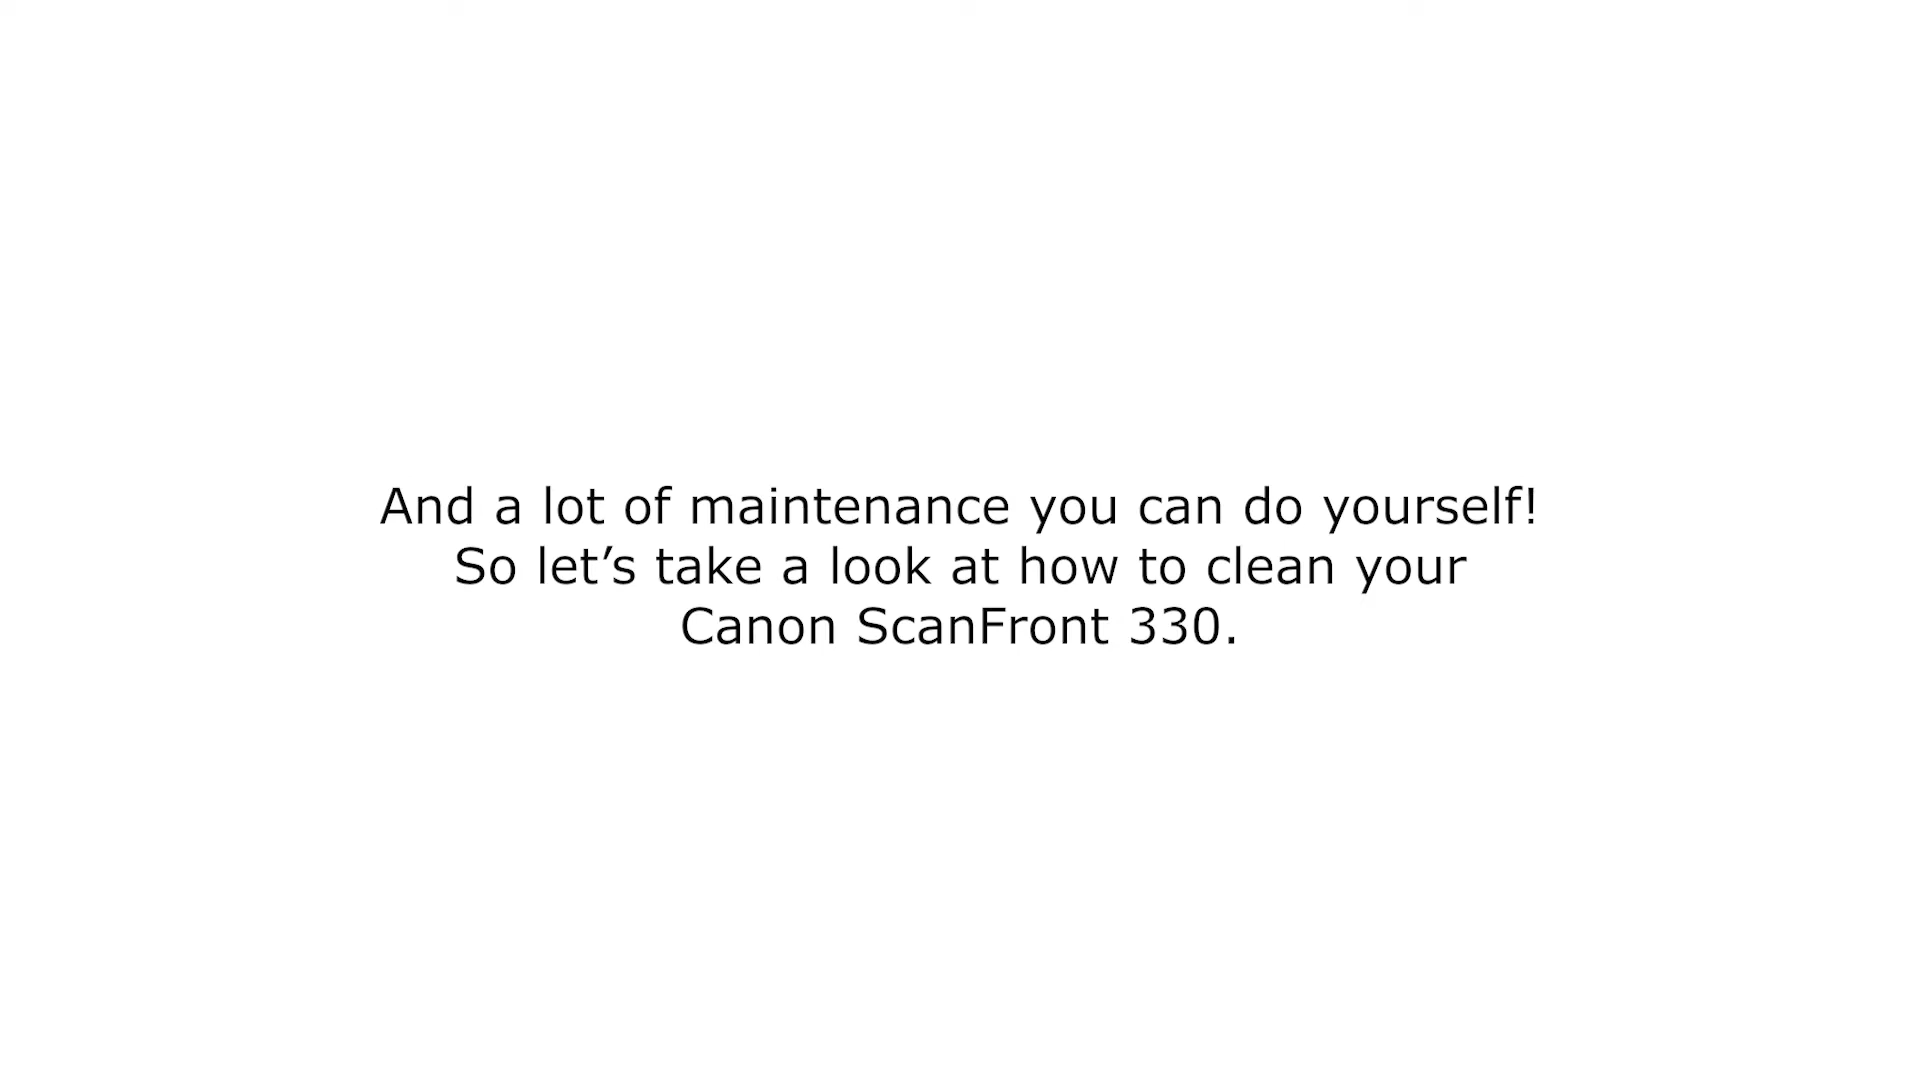 And a lot of maintenance you can do yourself!
So let’s take a look at how to clean your
Canon ScanFront 330.